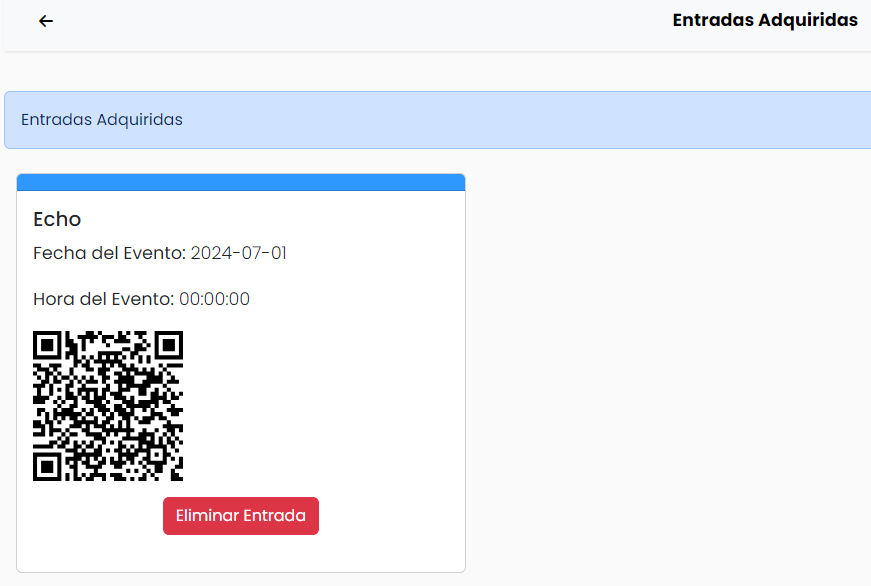 Entradas Adquiridas
Entradas Adquiridas
Echo
Fecha del Evento: 2024-07-01
Hora del Evento: 00:00:00
Eliminar Entrada